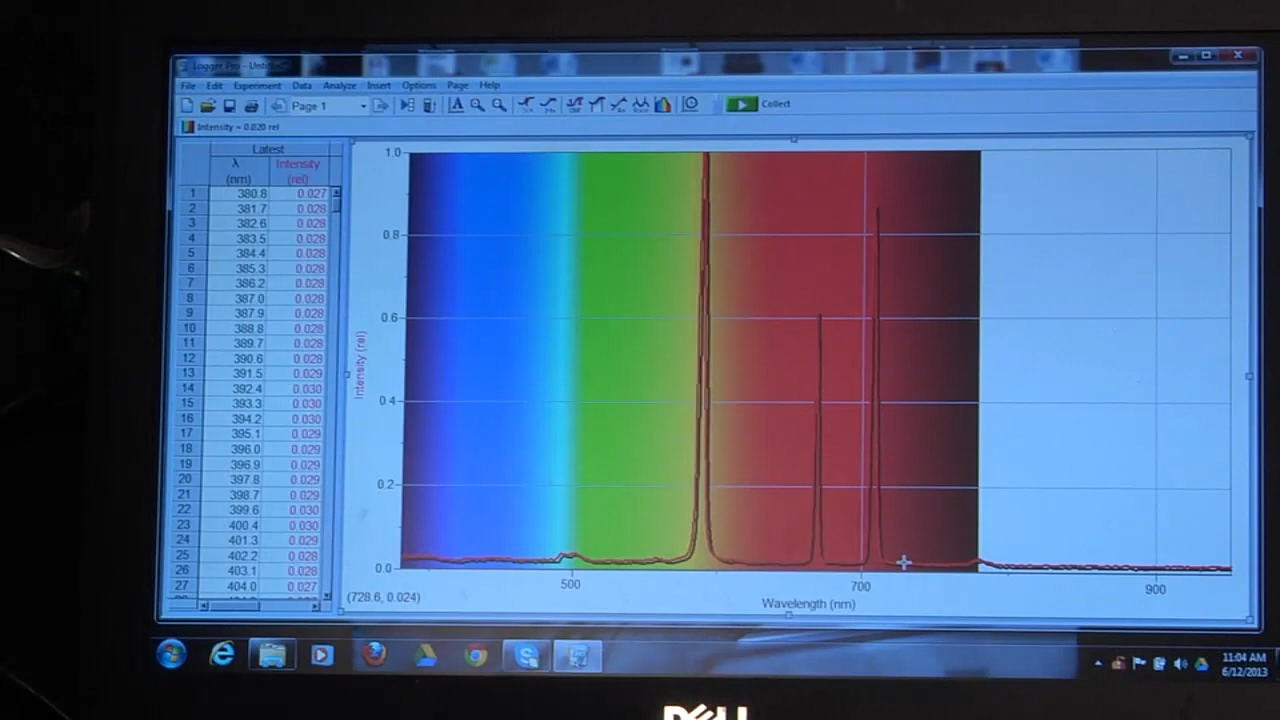 Logger Pro - Untitled
File Edit Experiment Data Analyze Insert Options Page Help
Page 1 Collect
Intensity = 0.020 rel
Latest
λ Intensity
(nm) (rel)
1 380.8 0.027
2 381.7 0.028
3 382.6 0.028
4 383.5 0.028
5 384.4 0.028
6 385.3 0.028
7 386.2 0.028
8 387.0 0.028
9 387.9 0.028
10 388.8 0.028
11 389.7 0.028
12 390.6 0.028
13 391.5 0.029
14 392.4 0.030
15 393.3 0.030
16 394.2 0.030
17 395.1 0.029
18 396.0 0.029
19 396.9 0.029
20 397.8 0.029
21 398.7 0.029
22 399.6 0.030
23 400.4 0.030
24 401.3 0.029
25 402.2 0.028
26 403.1 0.028
27 404.0 0.027
1.0
0.8
0.6
0.4
0.2
0.0
Intensity (rel)
500 700 900
Wavelength (nm)
(728.6, 0.024)
11:04 AM
6/12/2013
DELL